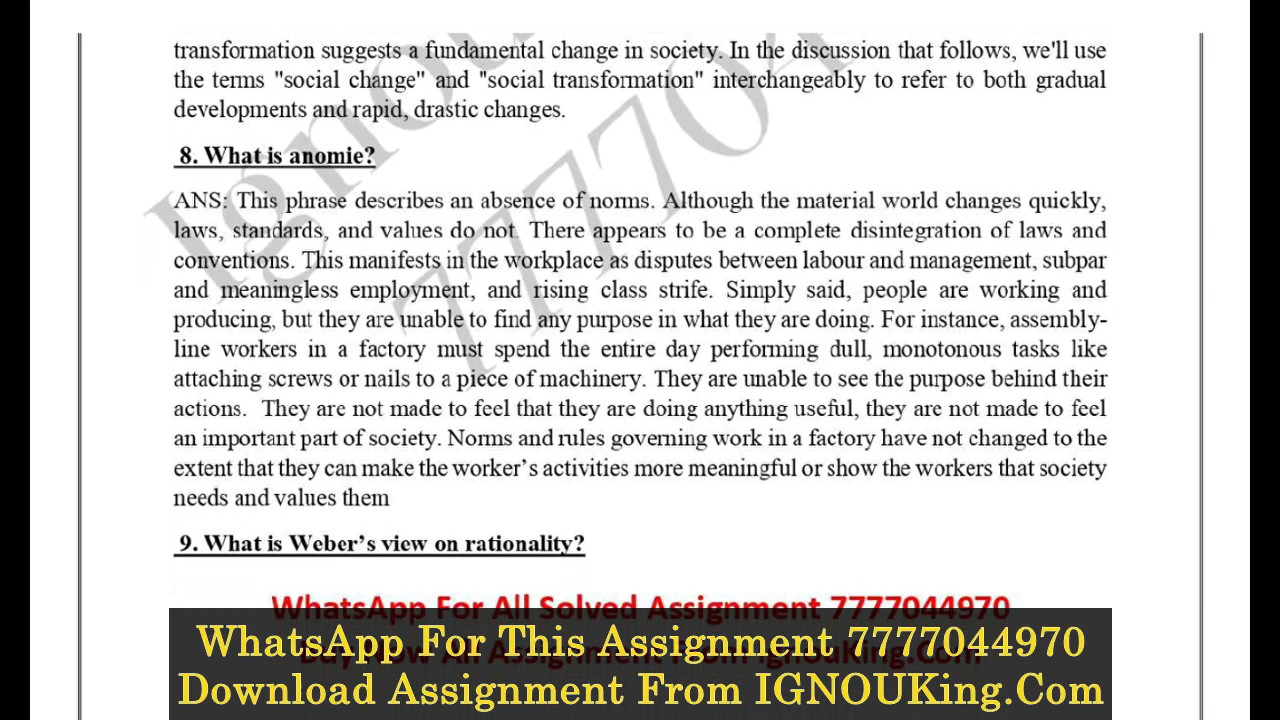 transformation suggests a fundamental change in society. In the discussion that follows, we'll use
the terms "social change" and "social transformation" interchangeably to refer to both gradual
developments and rapid, drastic changes.
8. What is anomie?
ANS: This phrase describes an absence of norms. Although the material world changes quickly,
laws, standards, and values do not. There appears to be a complete disintegration of laws and
conventions. This manifests in the workplace as disputes between labour and management, subpar
and meaningless employment, and rising class strife. Simply said, people are working and
producing, but they are unable to find any purpose in what they are doing. For instance, assembly-
line workers in a factory must spend the entire day performing dull, monotonous tasks like
attaching screws or nails to a piece of machinery. They are unable to see the purpose behind their
actions. They are not made to feel that they are doing anything useful, they are not made to feel
an important part of society. Norms and rules governing work in a factory have not changed to the
extent that they can make the worker's activities more meaningful or show the workers that society
needs and values them
9. What is Weber's view on rationality?
WhatsApp For All Solved Assignment 7777044970
WhatsApp For This Assignment 7777044970
Buy Now All Assignment From IgnouKing.Com
Download Assignment From IGNOUKing.Com